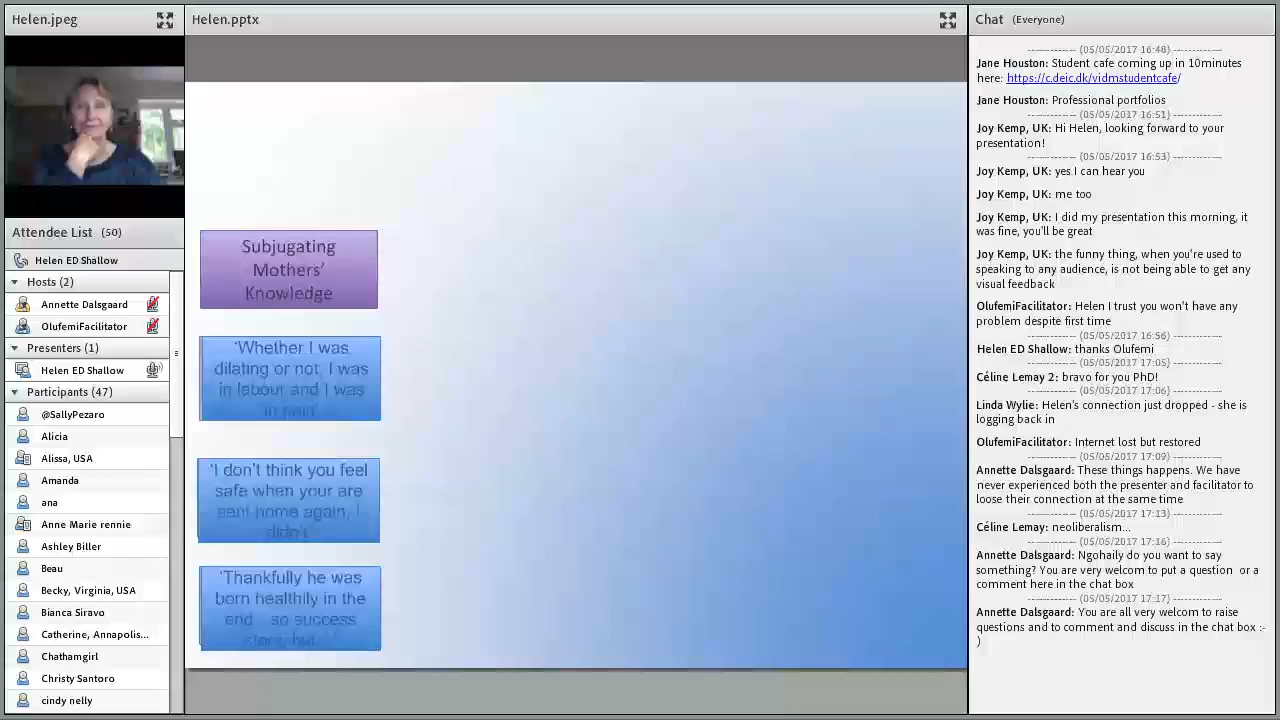 Helen.jpeg
Attendee List (50)
Helen ED Shallow
Hosts (2)
Annette Dalsgaard
OlufemiFacilitator
Presenters (1)
Helen ED Shallow
Participants (47)
@SallyPezaro
Alicia
Alissa, USA
Amanda
ana
Anne Marie rennie
Ashley Biller
Beau
Becky, Virginia, USA
Bianca Siravo
Catherine, Annapolis...
Chathamgirl
Christy Santoro
cindy nelly
Helen.pptx
Subjugating
Mothers'
Knowledge
'Whether I was
dilating or not, I was
in labour and I was
in pain'
'I don't think you feel
safe when your are
sent home again, I
didn't'
'Thankfully he was
born healthily in the
end so success
story, but
Chat (Everyone)
------------- (05/05/2017 16:48) -------------
Jane Houston: Student cafe coming up in 10minutes
here: https://c.deic.dk/vidmstudentcafe/
Jane Houston: Professional portfolios
------------- (05/05/2017 16:51) -------------
Joy Kemp, UK: Hi Helen, looking forward to your
presentation!
------------- (05/05/2017 16:53) -------------
Joy Kemp, UK: yes I can hear you
Joy Kemp, UK: me too
Joy Kemp, UK: I did my presentation this morning, it
was fine, you'll be great
Joy Kemp, UK: the funny thing, when you're used to
speaking to any audience, is not being able to get any
visual feedback
OlufemiFacilitator: Helen I trust you won't have any
problem despite first time
------------- (05/05/2017 16:56) -------------
Helen ED Shallow: thanks Olufemi
------------- (05/05/2017 17:05) -------------
Céline Lemay 2: bravo for you PhD!
------------- (05/05/2017 17:06) -------------
Linda Wylie: Helen's connection just dropped - she is
logging back in
OlufemiFacilitator: Internet lost but restored
------------- (05/05/2017 17:09) -------------
Annette Dalsgaard: These things happens. We have
never experienced both the presenter and facilitator to
loose their connection at the same time
------------- (05/05/2017 17:13) -------------
Céline Lemay: neoliberalism...
------------- (05/05/2017 17:16) -------------
Annette Dalsgaard: Ngohaily do you want to say
something? You are very welcom to put a question or a
comment here in the chat box
------------- (05/05/2017 17:17) -------------
Annette Dalsgaard: You are all very welcom to raise
questions and to comment and discuss in the chat box :-
)